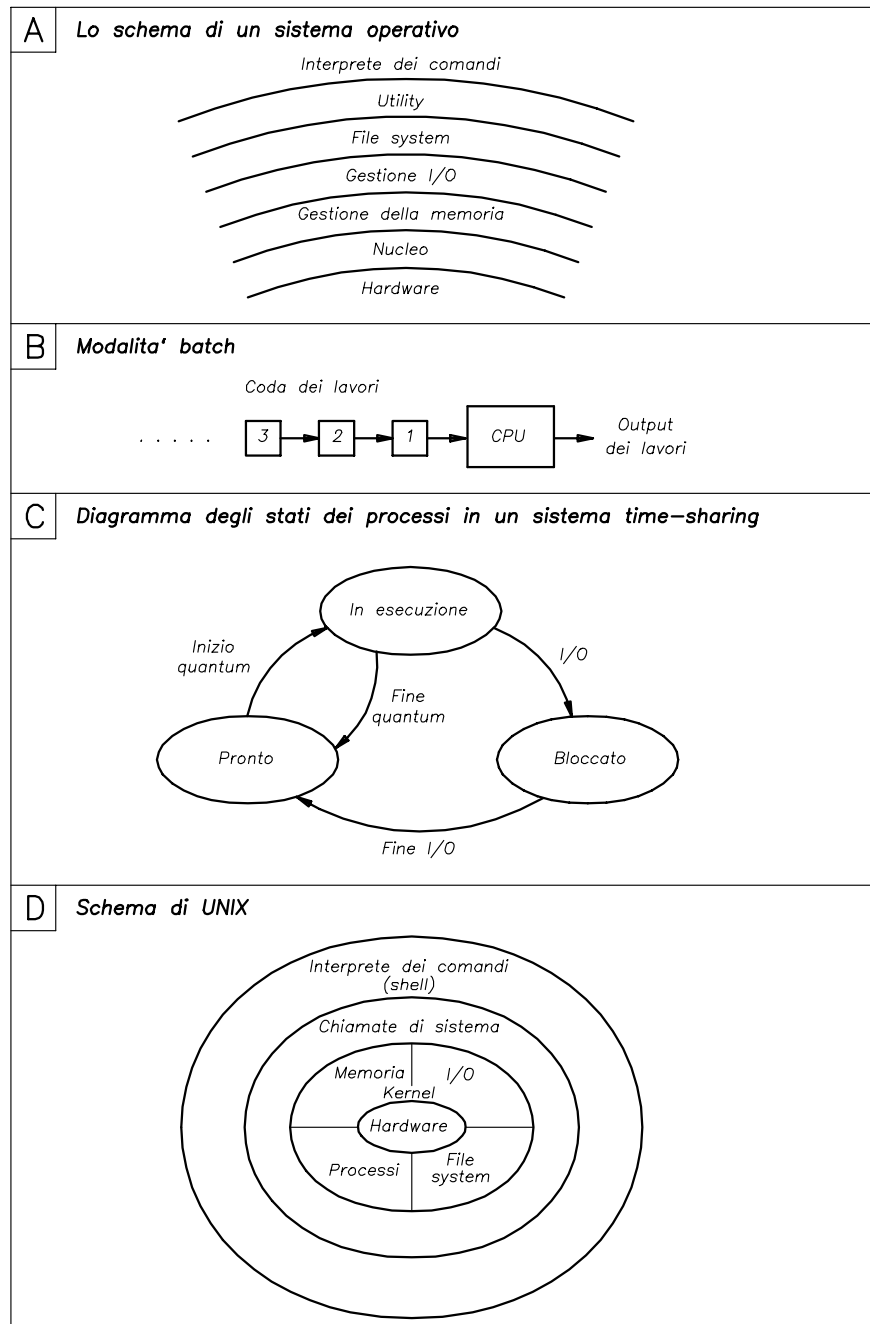 A
Lo schema di un sistema operativo
Interprete dei comandi
Utility
File system
Gestione I/O
Gestione della memoria
Nucleo
Hardware
B
Modalita' batch
Coda dei lavori
. . . . . 3 2 1 CPU
Output
dei lavori
C
Diagramma degli stati dei processi in un sistema time-sharing
In esecuzione
Inizio
quantum
I/O
Fine
quantum
Pronto
Bloccato
Fine I/O
D
Schema di UNIX
Interprete dei comandi
(shell)
Chiamate di sistema
Memoria
I/O
Kernel
Hardware
Processi
File
system